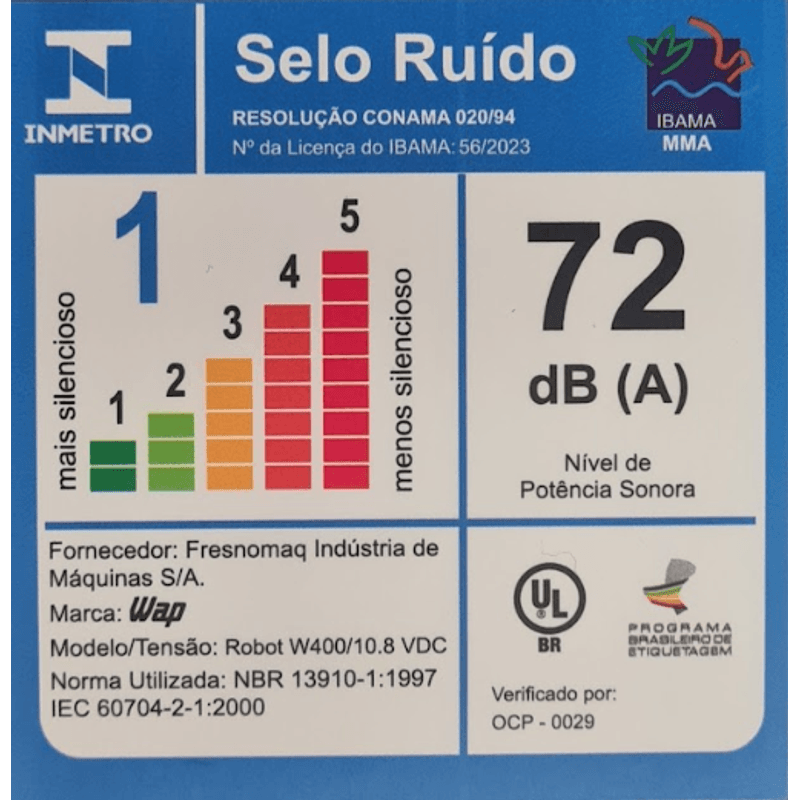 INMETRO
Selo Ruído
RESOLUÇÃO CONAMA 020/94
Nº da Licença do IBAMA: 56/2023
IBAMA
MMA
1
mais silencioso
1
2
3
4
5
menos silencioso
72
dB (A)
Nível de
Potência Sonora
Fornecedor: Fresnomaq Indústria de
Máquinas S/A.
Marca: Wap
Modelo/Tensão: Robot W400/10.8 VDC
Norma Utilizada: NBR 13910-1:1997
IEC 60704-2-1:2000
UL
®
BR
PROGRAMA
BRASILEIRO DE
ETIQUETAGEM
Verificado por:
OCP - 0029